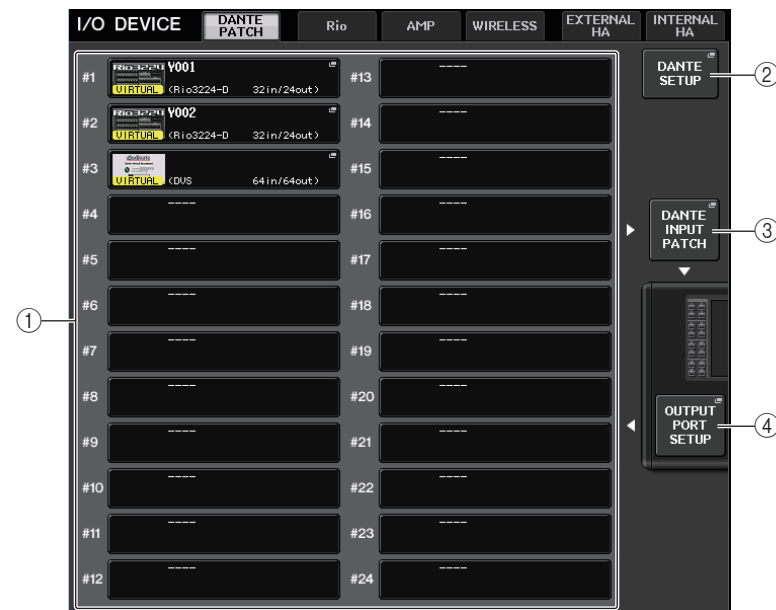 I/O DEVICE
DANTE
PATCH
Rio
AMP
WIRELESS
EXTERNAL
HA
INTERNAL
HA
#1
Rio3224
VIRTUAL
Y001
(Rio3224-D 32in/24out)
#2
Rio3224
VIRTUAL
Y002
(Rio3224-D 32in/24out)
#3
VIRTUAL
(DVS 64in/64out)
#4 ----
#5 ----
#6 ----
#7 ----
#8 ----
#9 ----
#10 ----
#11 ----
#12 ----
#13 ----
#14 ----
#15 ----
#16 ----
#17 ----
#18 ----
#19 ----
#20 ----
#21 ----
#22 ----
#23 ----
#24 ----
DANTE
SETUP
DANTE
INPUT
PATCH
OUTPUT
PORT
SETUP
①
②
③
④